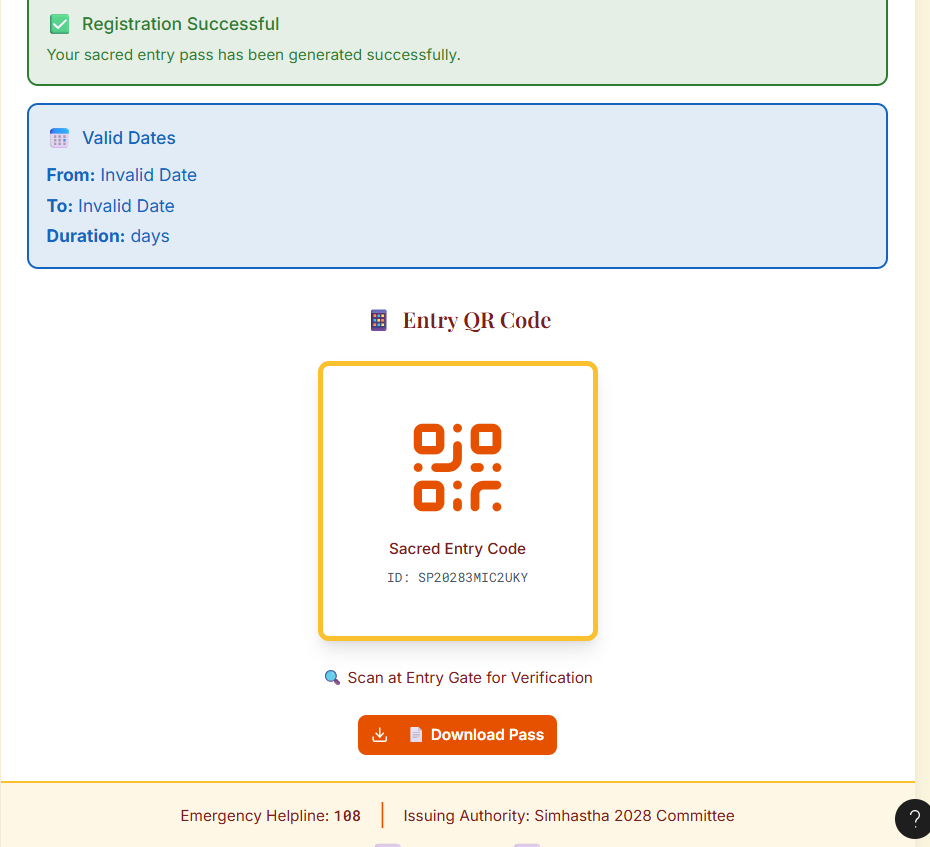 Registration Successful
Your sacred entry pass has been generated successfully.
Valid Dates
From: Invalid Date
To: Invalid Date
Duration: days
Entry QR Code
Sacred Entry Code
ID: SP20283MIC2UKY
Scan at Entry Gate for Verification
Download Pass
Emergency Helpline: 108
Issuing Authority: Simhastha 2028 Committee
?